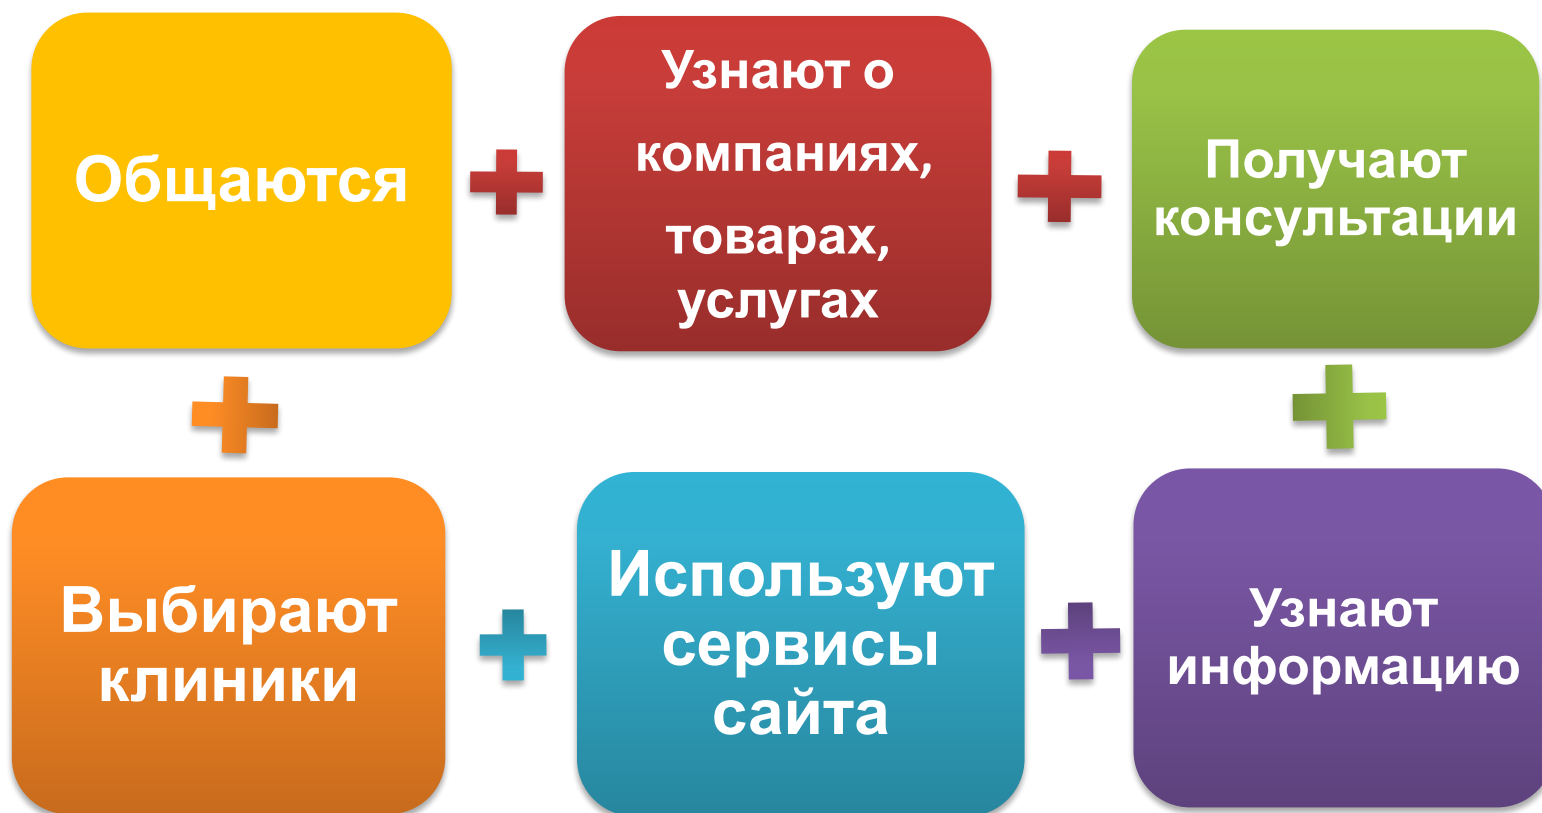 Общаются
Узнают о
компаниях,
товарах,
услугах
Получают
консультации
Выбирают
клиники
Используют
сервисы
сайта
Узнают
информацию